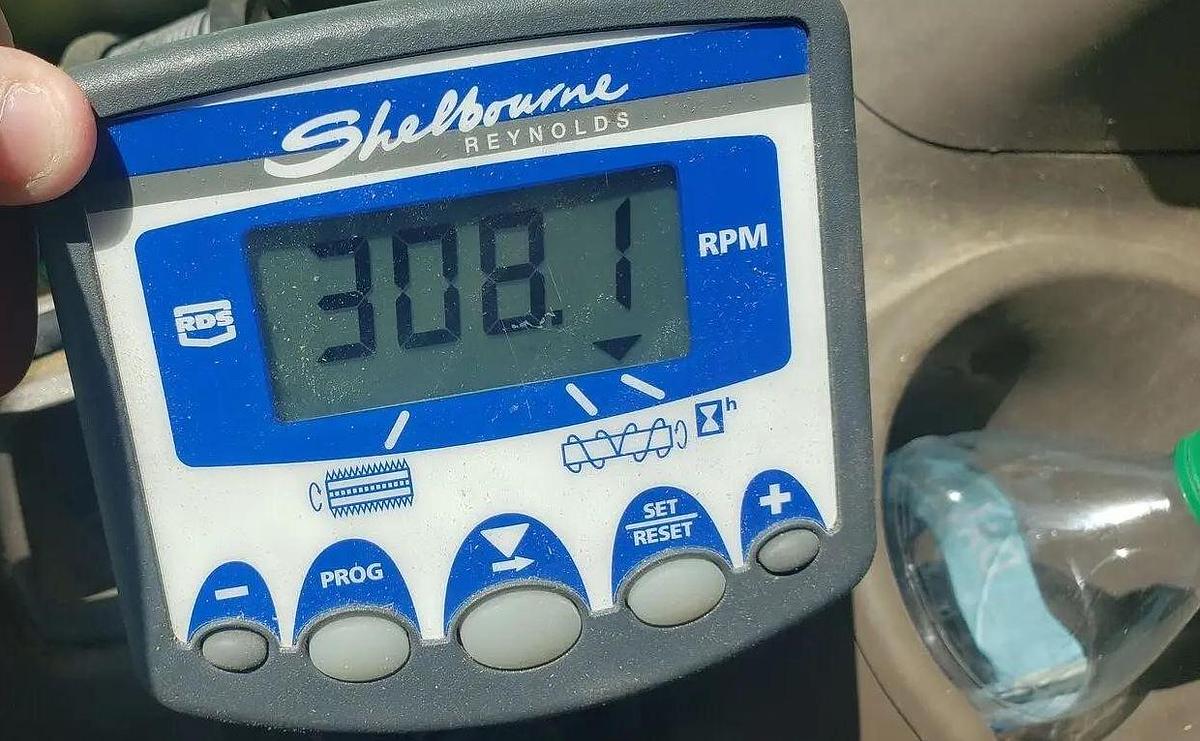 Shelbourne
REYNOLDS
308.1
RPM
RDS
h
-
PROG
SET
RESET
+